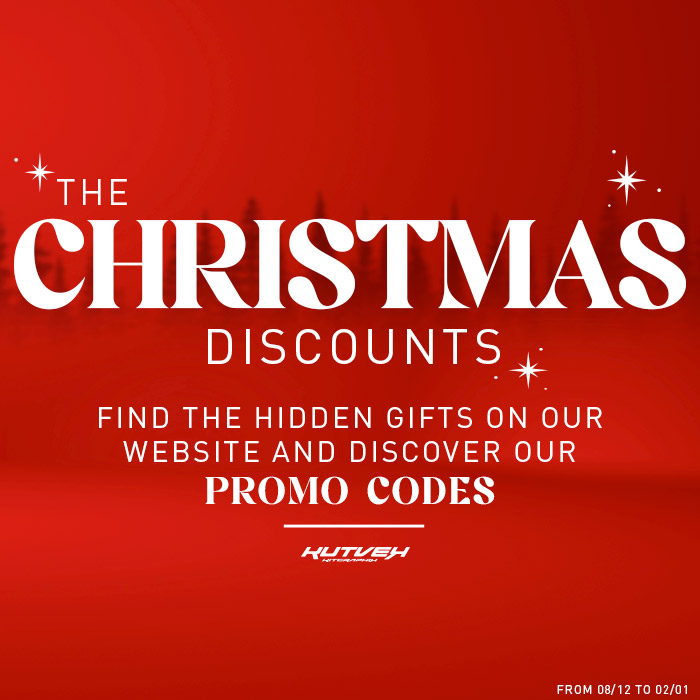 THE
CHRISTMAS
DISCOUNTS
FIND THE HIDDEN GIFTS ON OUR
WEBSITE AND DISCOVER OUR
PROMO CODES
KUTVEK
KITGRAPHIK
FROM 08/12 TO 02/01